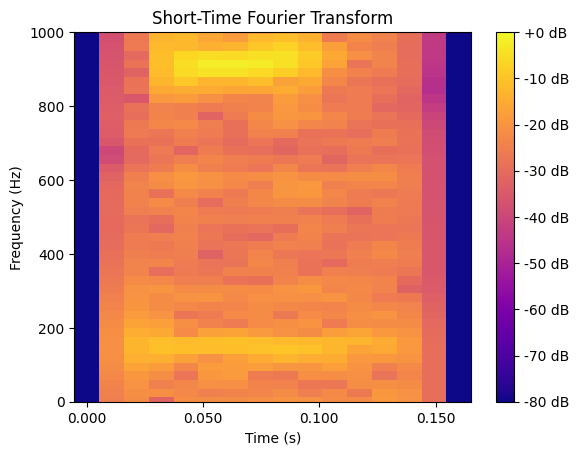 Short-Time Fourier Transform
1000
800
600
400
200
0
Frequency (Hz)
0.000
0.050
0.100
0.150
Time (s)
+0 dB
-10 dB
-20 dB
-30 dB
-40 dB
-50 dB
-60 dB
-70 dB
-80 dB